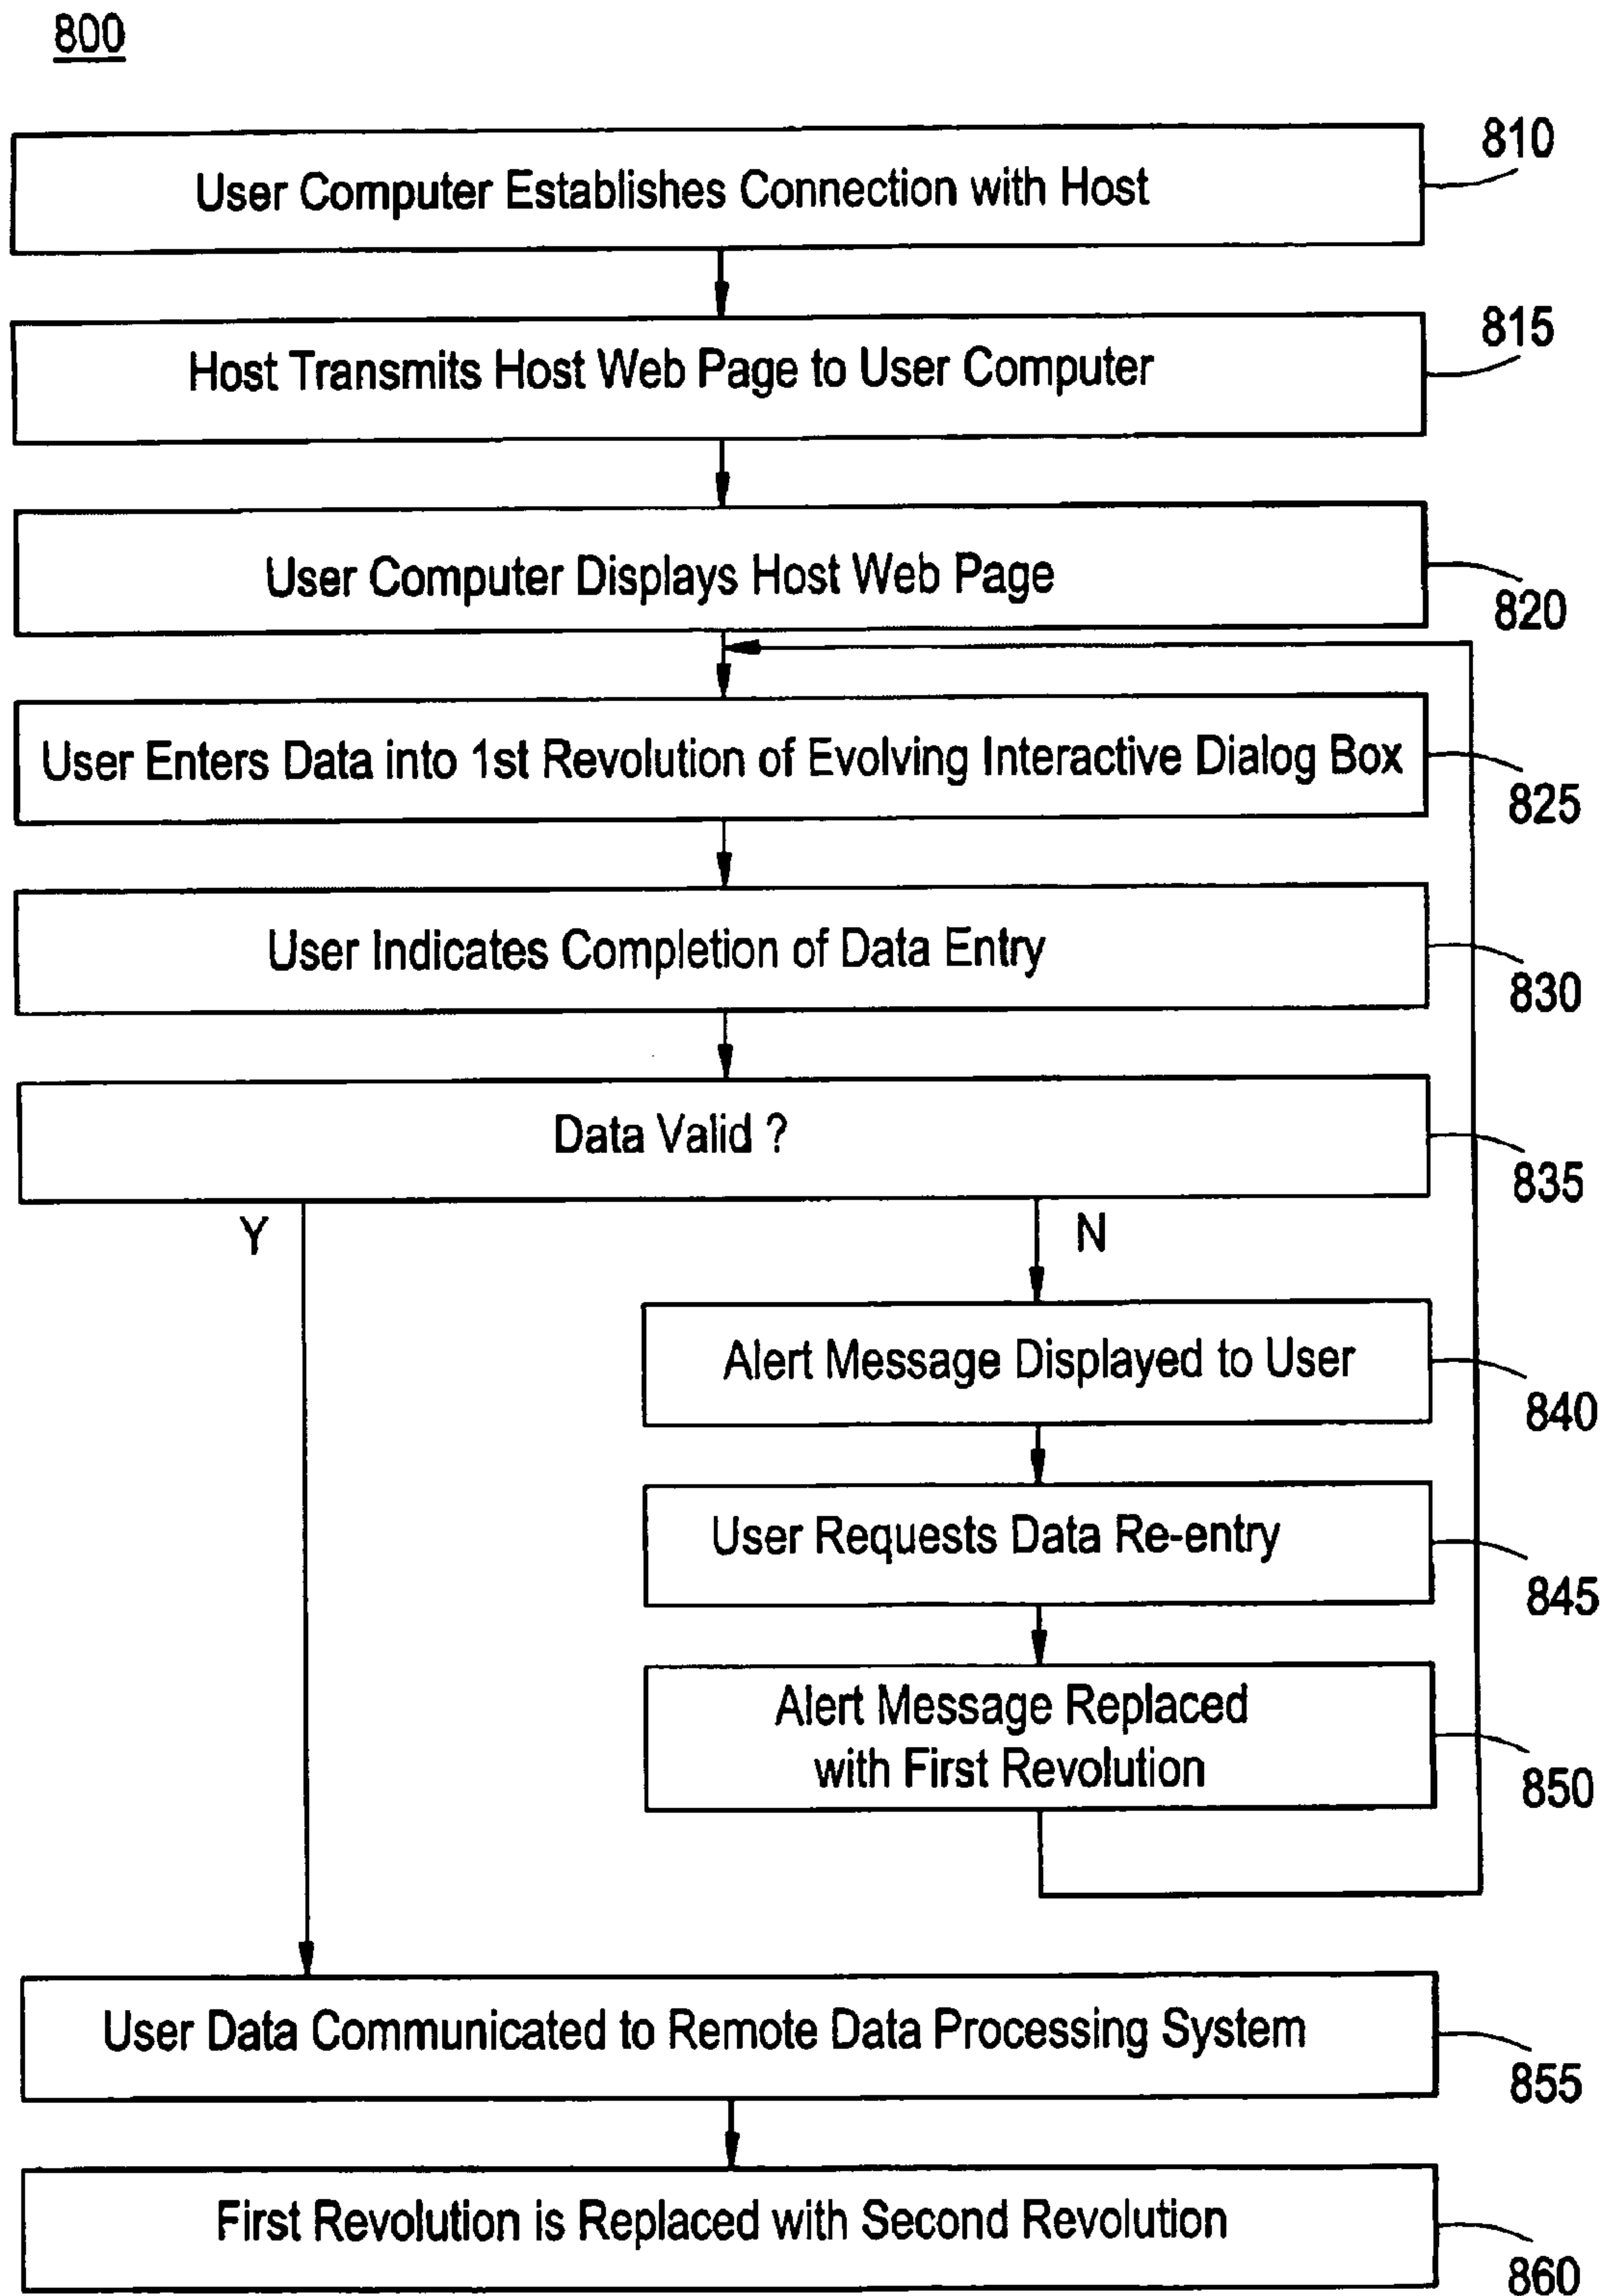 800
User Computer Establishes Connection with Host
810
Host Transmits Host Web Page to User Computer
815
User Computer Displays Host Web Page
820
User Enters Data into 1st Revolution of Evolving Interactive Dialog Box
825
User Indicates Completion of Data Entry
830
Data Valid ?
835
Y
N
Alert Message Displayed to User
840
User Requests Data Re-entry
845
Alert Message Replaced
with First Revolution
850
User Data Communicated to Remote Data Processing System
855
First Revolution is Replaced with Second Revolution
860